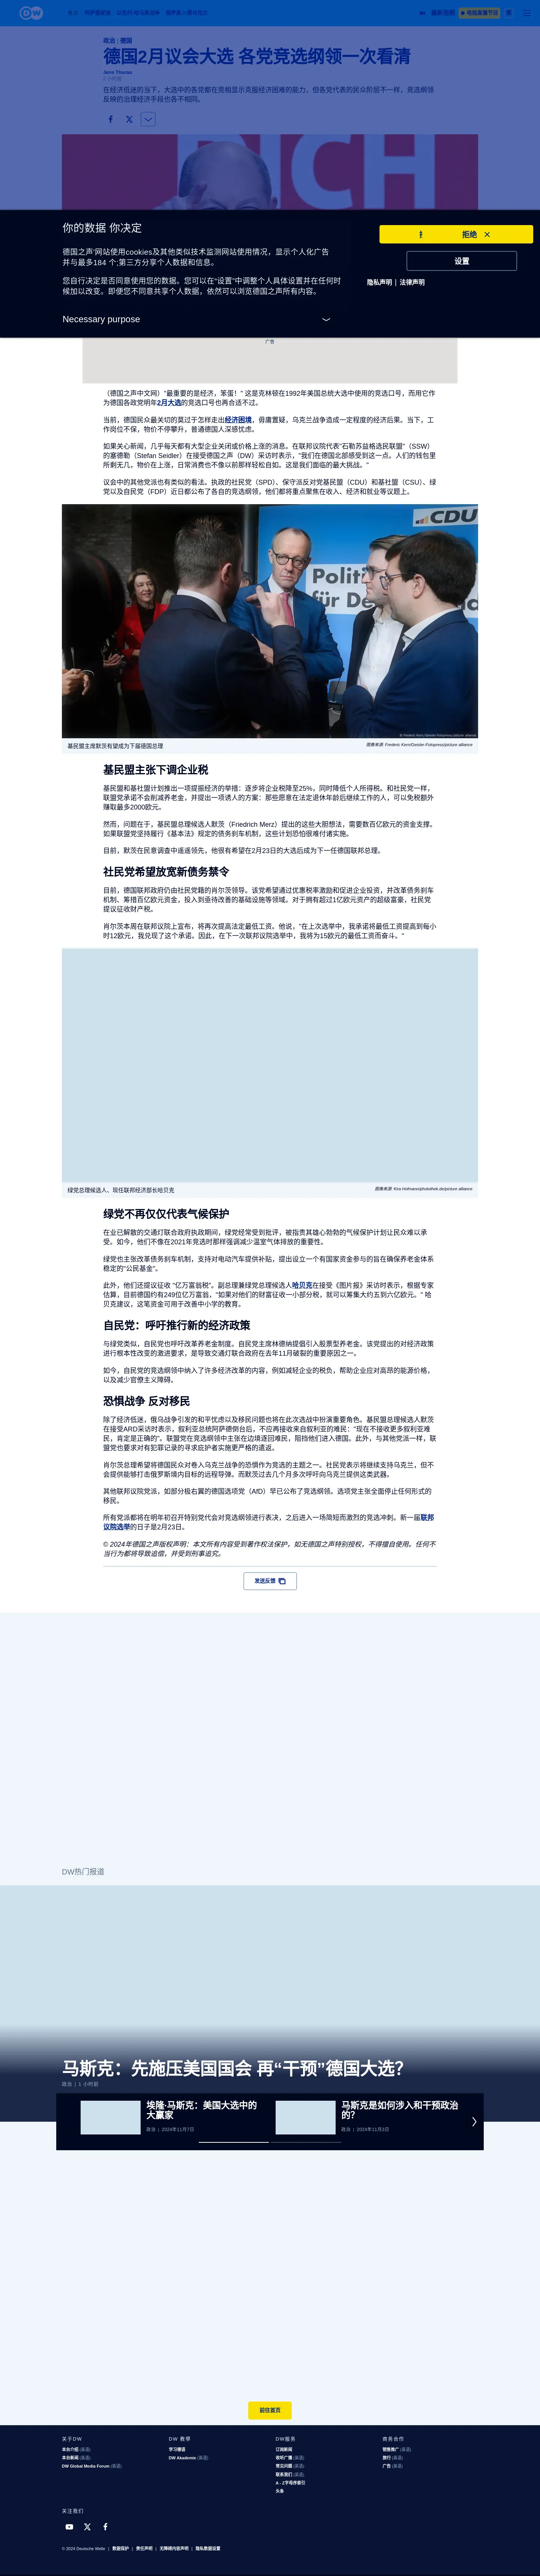 DW
政治 | 德国
德国2月议会大选 各党竞选纲领一次看清
Jens Thurau
2 小时前
在经济低迷的当下，大选中的各党都在竞相显示克服经济困难的能力，但各党代表的民众阶层不一样，竞选纲领
反映的治理经济手段也各不相同。
你的数据 你决定
德国之声'网站使用cookies及其他类似技术监测网站使用情况，显示个人化广告
并与最多184 个;第三方分享个人数据和信息。
您自行决定是否同意使用您的数据。您可以在"设置"中调整个人具体设置并在任何时
候加以改变。即便您不同意共享个人数据，依然可以浏览德国之声所有内容。
Necessary purpose
拒绝
设置
隐私声明 | 法律声明
广告
（德国之声中文网）"最重要的是经济，笨蛋！" 这是克林顿在1992年美国总统大选中使用的竞选口号，而用它作
为德国各政党明年2月大选的竞选口号也再合适不过。
当前，德国民众最关切的莫过于怎样走出经济困境，毋庸置疑，乌克兰战争造成一定程度的经济后果。当下，工
作岗位不保，物价不停攀升，普通德国人深感忧虑。
如果关心新闻，几乎每天都有大型企业关闭或价格上涨的消息。在联邦议院代表"石勒苏益格选民联盟"（SSW）
的塞德勒（Stefan Seidler）在接受德国之声（DW）采访时表示，"我们在德国北部感受到这一点。人们的钱包里
所剩无几，物价在上涨，日常消费也不像以前那样轻松自如。这是我们面临的最大挑战。"
议会中的其他党派也有类似的看法。执政的社民党（SPD）、保守派反对党基民盟（CDU）和基社盟（CSU）、绿
党以及自民党（FDP）近日都公布了各自的竞选纲领，他们都将重点聚焦在收入、经济和就业等议题上。
CDU
© Frederic Kern/Geisler-Fotopress/picture alliance
基民盟主席默茨有望成为下届德国总理
图像来源: Frederic Kern/Geisler-Fotopress/picture alliance
基民盟主张下调企业税
基民盟和基社盟计划推出一项提振经济的举措：逐步将企业税降至25%，同时降低个人所得税。和社民党一样，
联盟党承诺不会削减养老金，并提出一项诱人的方案：那些愿意在法定退休年龄后继续工作的人，可以免税额外
赚取最多2000欧元。
然而，问题在于，基民盟总理候选人默茨（Friedrich Merz）提出的这些大胆想法，需要数百亿欧元的资金支撑。
如果联盟党坚持履行《基本法》规定的债务刹车机制，这些计划恐怕很难付诸实施。
目前，默茨在民意调查中遥遥领先，他很有希望在2月23日的大选后成为下一任德国联邦总理。
社民党希望放宽新债务禁令
目前，德国联邦政府仍由社民党籍的肖尔茨领导。该党希望通过优惠税率激励和促进企业投资，并改革债务刹车
机制、筹措百亿欧元资金，投入到亟待改善的基础设施等领域。对于拥有超过1亿欧元资产的超级富豪，社民党
提议征收财产税。
肖尔茨本周在联邦议院上宣布，将再次提高法定最低工资。他说，"在上次选举中，我承诺将最低工资提高到每小
时12欧元，我兑现了这个承诺。因此，在下一次联邦议院选举中，我将为15欧元的最低工资而奋斗。"
绿党总理候选人、现任联邦经济部长哈贝克
图像来源: Kira Hofmann/photothek.de/picture alliance
绿党不再仅仅代表气候保护
在业已解散的交通灯联合政府执政期间，绿党经常受到批评，被指责其雄心勃勃的气候保护计划让民众难以承
受。如今，他们不像在2021年竞选时那样强调减少温室气体排放的重要性。
绿党也主张改革债务刹车机制，支持对电动汽车提供补贴，提出设立一个有国家资金参与的旨在确保养老金体系
稳定的"公民基金"。
此外，他们还提议征收 "亿万富翁税"。副总理兼绿党总理候选人哈贝克在接受《图片报》采访时表示，根据专家
估算，目前德国约有249位亿万富翁，"如果对他们的财富征收一小部分税，就可以筹集大约五到六亿欧元。" 哈
贝克建议，这笔资金可用于改善中小学的教育。
自民党：呼吁推行新的经济政策
与绿党类似，自民党也呼吁改革养老金制度。自民党主席林德纳提倡引入股票型养老金。该党提出的对经济政策
进行根本性改变的激进要求，是导致交通灯联合政府在去年11月破裂的重要原因之一。
如今，自民党的竞选纲领中纳入了许多经济改革的内容，例如减轻企业的税负，帮助企业应对高昂的能源价格，
以及减少官僚主义障碍。
恐惧战争 反对移民
除了经济低迷，俄乌战争引发的和平忧虑以及移民问题也将在此次选战中扮演重要角色。基民盟总理候选人默茨
在接受ARD采访时表示，叙利亚总统阿萨德倒台后，不应再接收来自叙利亚的难民："现在不接收更多叙利亚难
民，肯定是正确的"。联盟党在竞选纲领中主张在边境遣回难民，阻挡他们进入德国。此外，与其他党派一样，联
盟党也要求对有犯罪记录的寻求庇护者实施更严格的遣返。
肖尔茨总理希望将德国民众对卷入乌克兰战争的恐惧作为竞选的主题之一。社民党表示将继续支持乌克兰，但不
会提供能够打击俄罗斯境内目标的远程导弹。而默茨过去几个月多次呼吁向乌克兰提供这类武器。
其他联邦议院党派，如部分极右翼的德国选项党（AfD）早已公布了竞选纲领。选项党主张全面停止任何形式的
移民。
所有党派都将在明年初召开特别党代会对竞选纲领进行表决，之后进入一场简短而激烈的竞选冲刺。新一届联邦
议院选举的日子是2月23日。
© 2024年德国之声版权声明：本文所有内容受到著作权法保护，如无德国之声特别授权，不得擅自使用。任何不
当行为都将导致追偿，并受到刑事追究。
发送反馈
DW热门报道
马斯克：先施压美国国会 再“干预”德国大选？
政治 | 1 小时前
埃隆·马斯克：美国大选中的
大赢家
政治 | 2024年11月7日
马斯克是如何涉入和干预政治
的？
政治 | 2024年11月3日
前往首页
关于DW
本台介绍 (英语)
本台新闻 (英语)
DW Global Media Forum (英语)
DW 教学
学习德语
DW Akademie (英语)
DW服务
订阅新闻
收听广播 (英语)
常见问题 (英语)
联系我们 (英语)
A - Z字母序索引
头条
商务合作
销售推广 (英语)
旅行 (英语)
广告 (英语)
关注我们
© 2024 Deutsche Welle | 数据保护 | 责任声明 | 无障碍内容声明 | 隐私数据设置